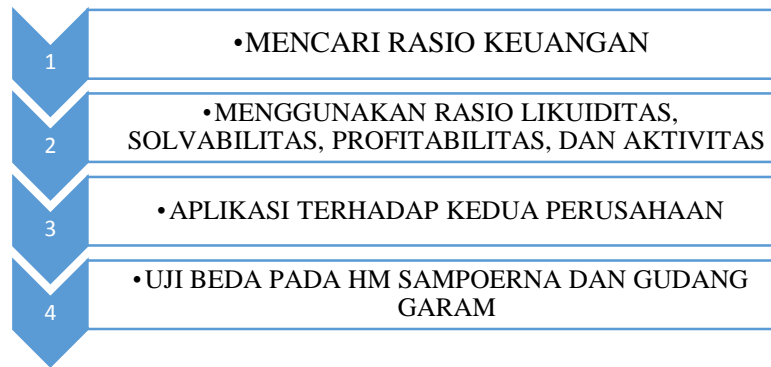 1
•MENCARI RASIO KEUANGAN
2
•MENGGUNAKAN RASIO LIKUIDITAS,
SOLVABILITAS, PROFITABILITAS, DAN AKTIVITAS
3
•APLIKASI TERHADAP KEDUA PERUSAHAAN
4
•UJI BEDA PADA HM SAMPOERNA DAN GUDANG
GARAM